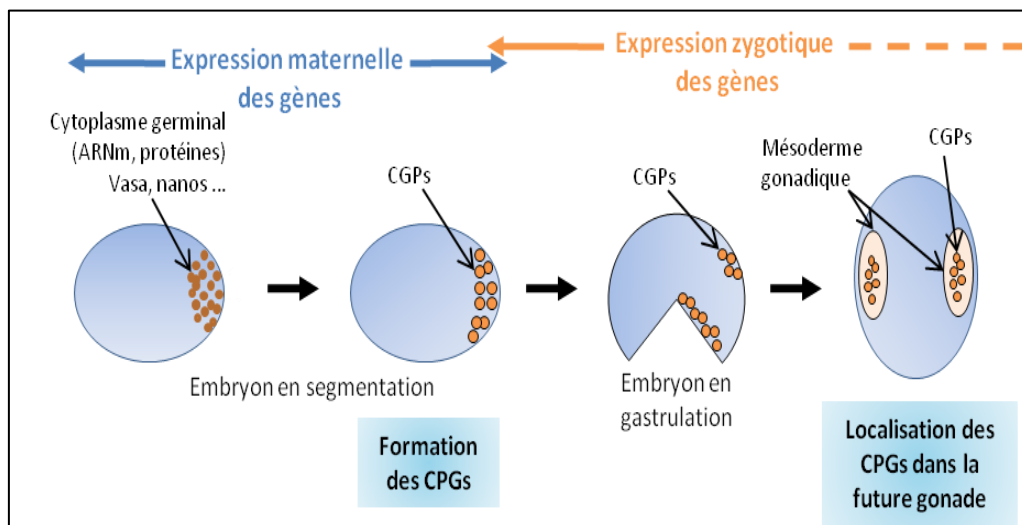 Expression maternelle
des gènes
Expression zygotique
des gènes
Cytoplasme germinal
(ARNm, protéines)
Vasa, nanos ...
CGPs
CGPs
Mésoderme
gonadique
CGPs
Embryon en segmentation
Embryon en
gastrulation
Formation
des CPGs
Localisation des
CPGs dans la
future gonade